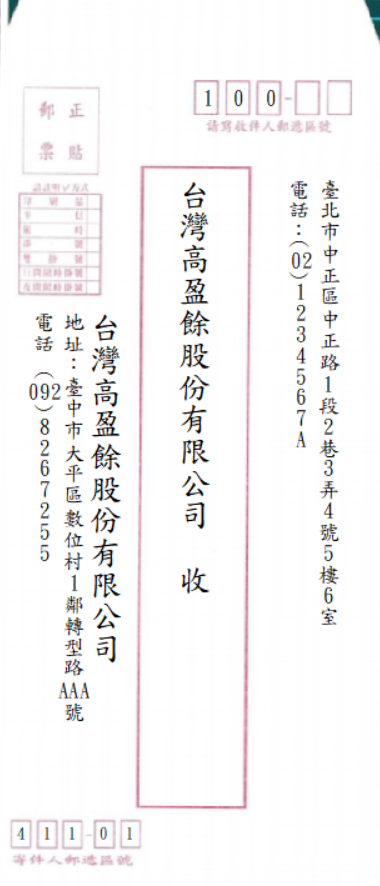 100-
請寫收件人郵遞區號
正貼
郵票
臺北市中正區中正路1段2巷3弄4號5樓6室
電話：(02)1234567A
台灣高盈餘股份有限公司 收
台灣高盈餘股份有限公司
地址：臺中市大平區數位村1鄰轉型路AAA號
電話 (092)8267255
411-01
寄件人郵遞區號